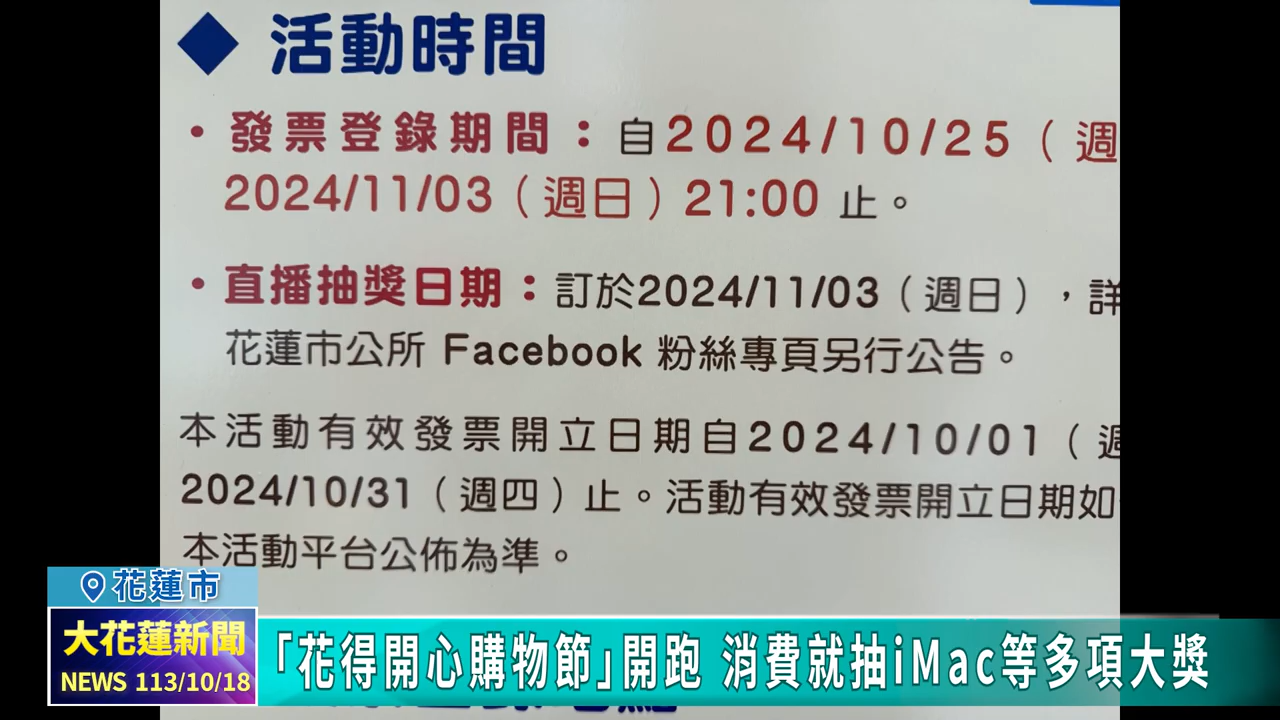 活動時間
•發票登錄期間：自2024/10/25（週
2024/11/03（週日）21:00 止。
•直播抽獎日期：訂於2024/11/03（週日），詳
花蓮市公所 Facebook 粉絲專頁另行公告。
本活動有效發票開立日期自2024/10/01（週
2024/10/31（週四）止。活動有效發票開立日期如
本活動平台公佈為準。
花蓮市
大花蓮新聞
NEWS 113/10/18
「花得開心購物節」開跑 消費就抽iMac等多項大獎